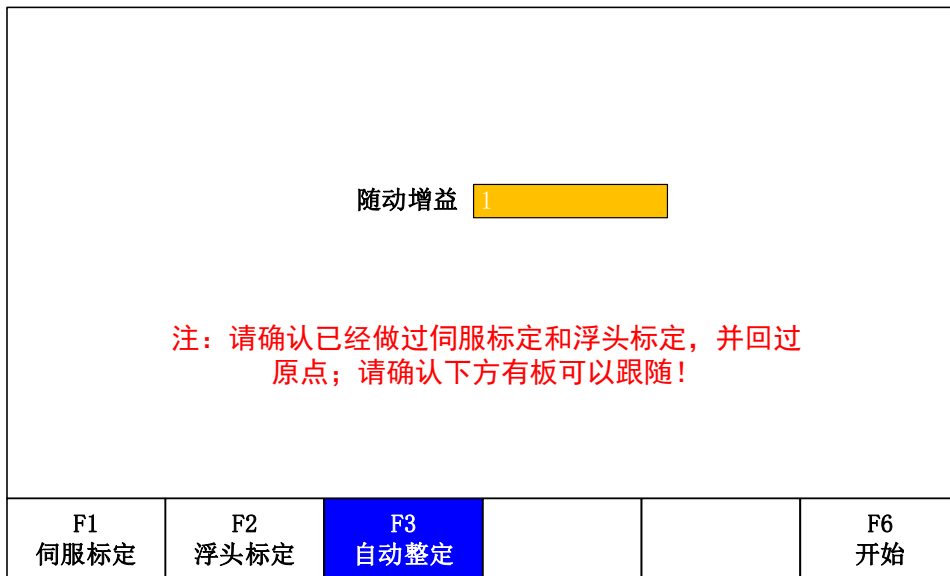 随动增益 1
注：请确认已经做过伺服标定和浮头标定，并回过
原点；请确认下方有板可以跟随！
F1 F2 F3 F6
伺服标定 浮头标定 自动整定 开始